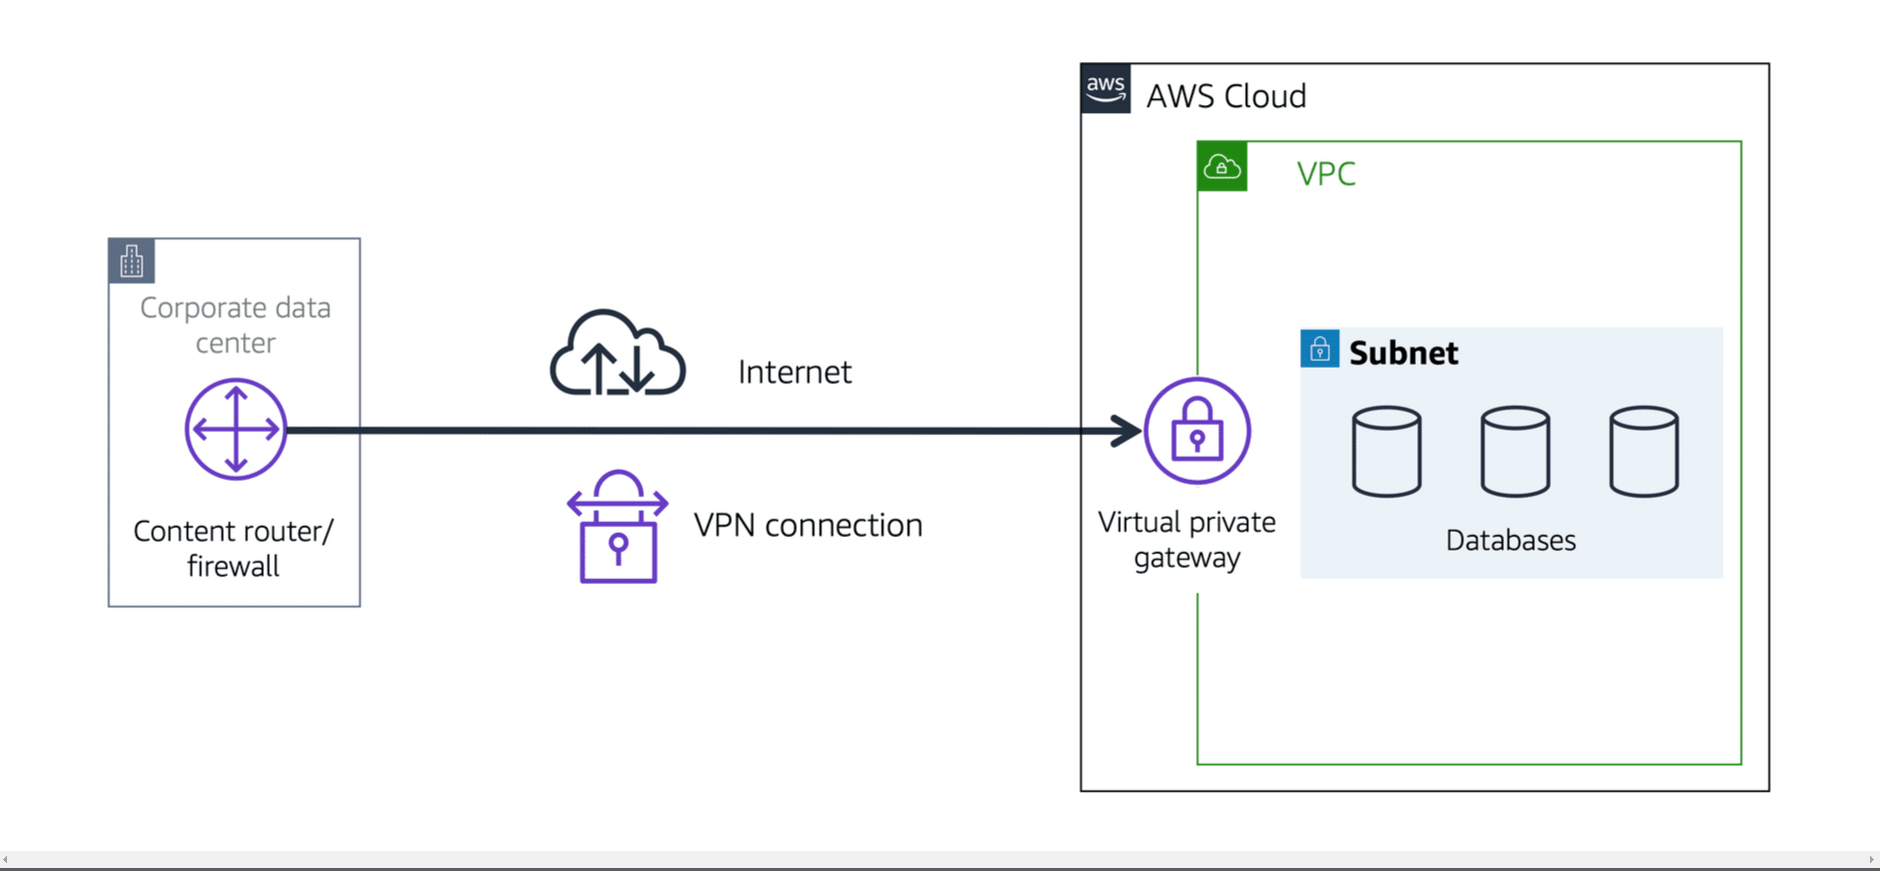 aws
AWS Cloud
VPC
Corporate data
center
Content router/
firewall
Internet
VPN connection
Virtual private
gateway
Subnet
Databases